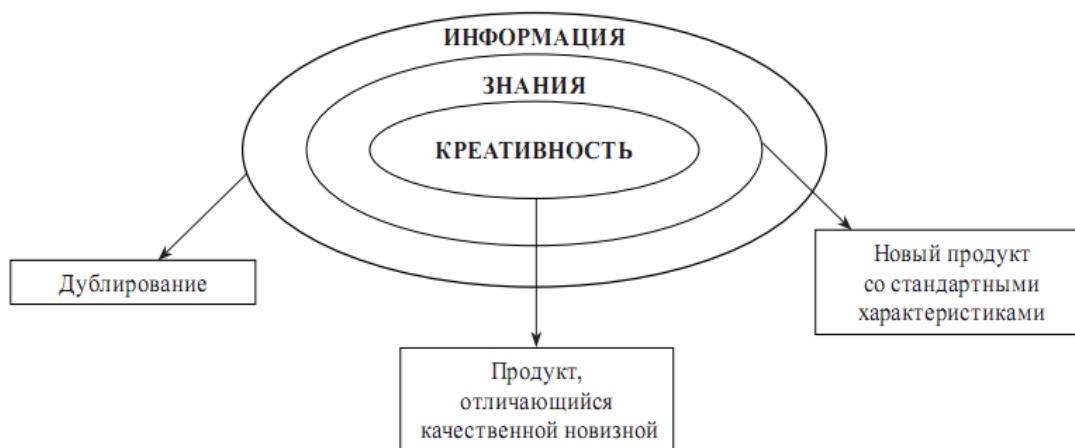 ИНФОРМАЦИЯ
ЗНАНИЯ
КРЕАТИВНОСТЬ
Дублирование
Новый продукт
со стандартными
характеристиками
Продукт,
отличающийся
качественной новизной